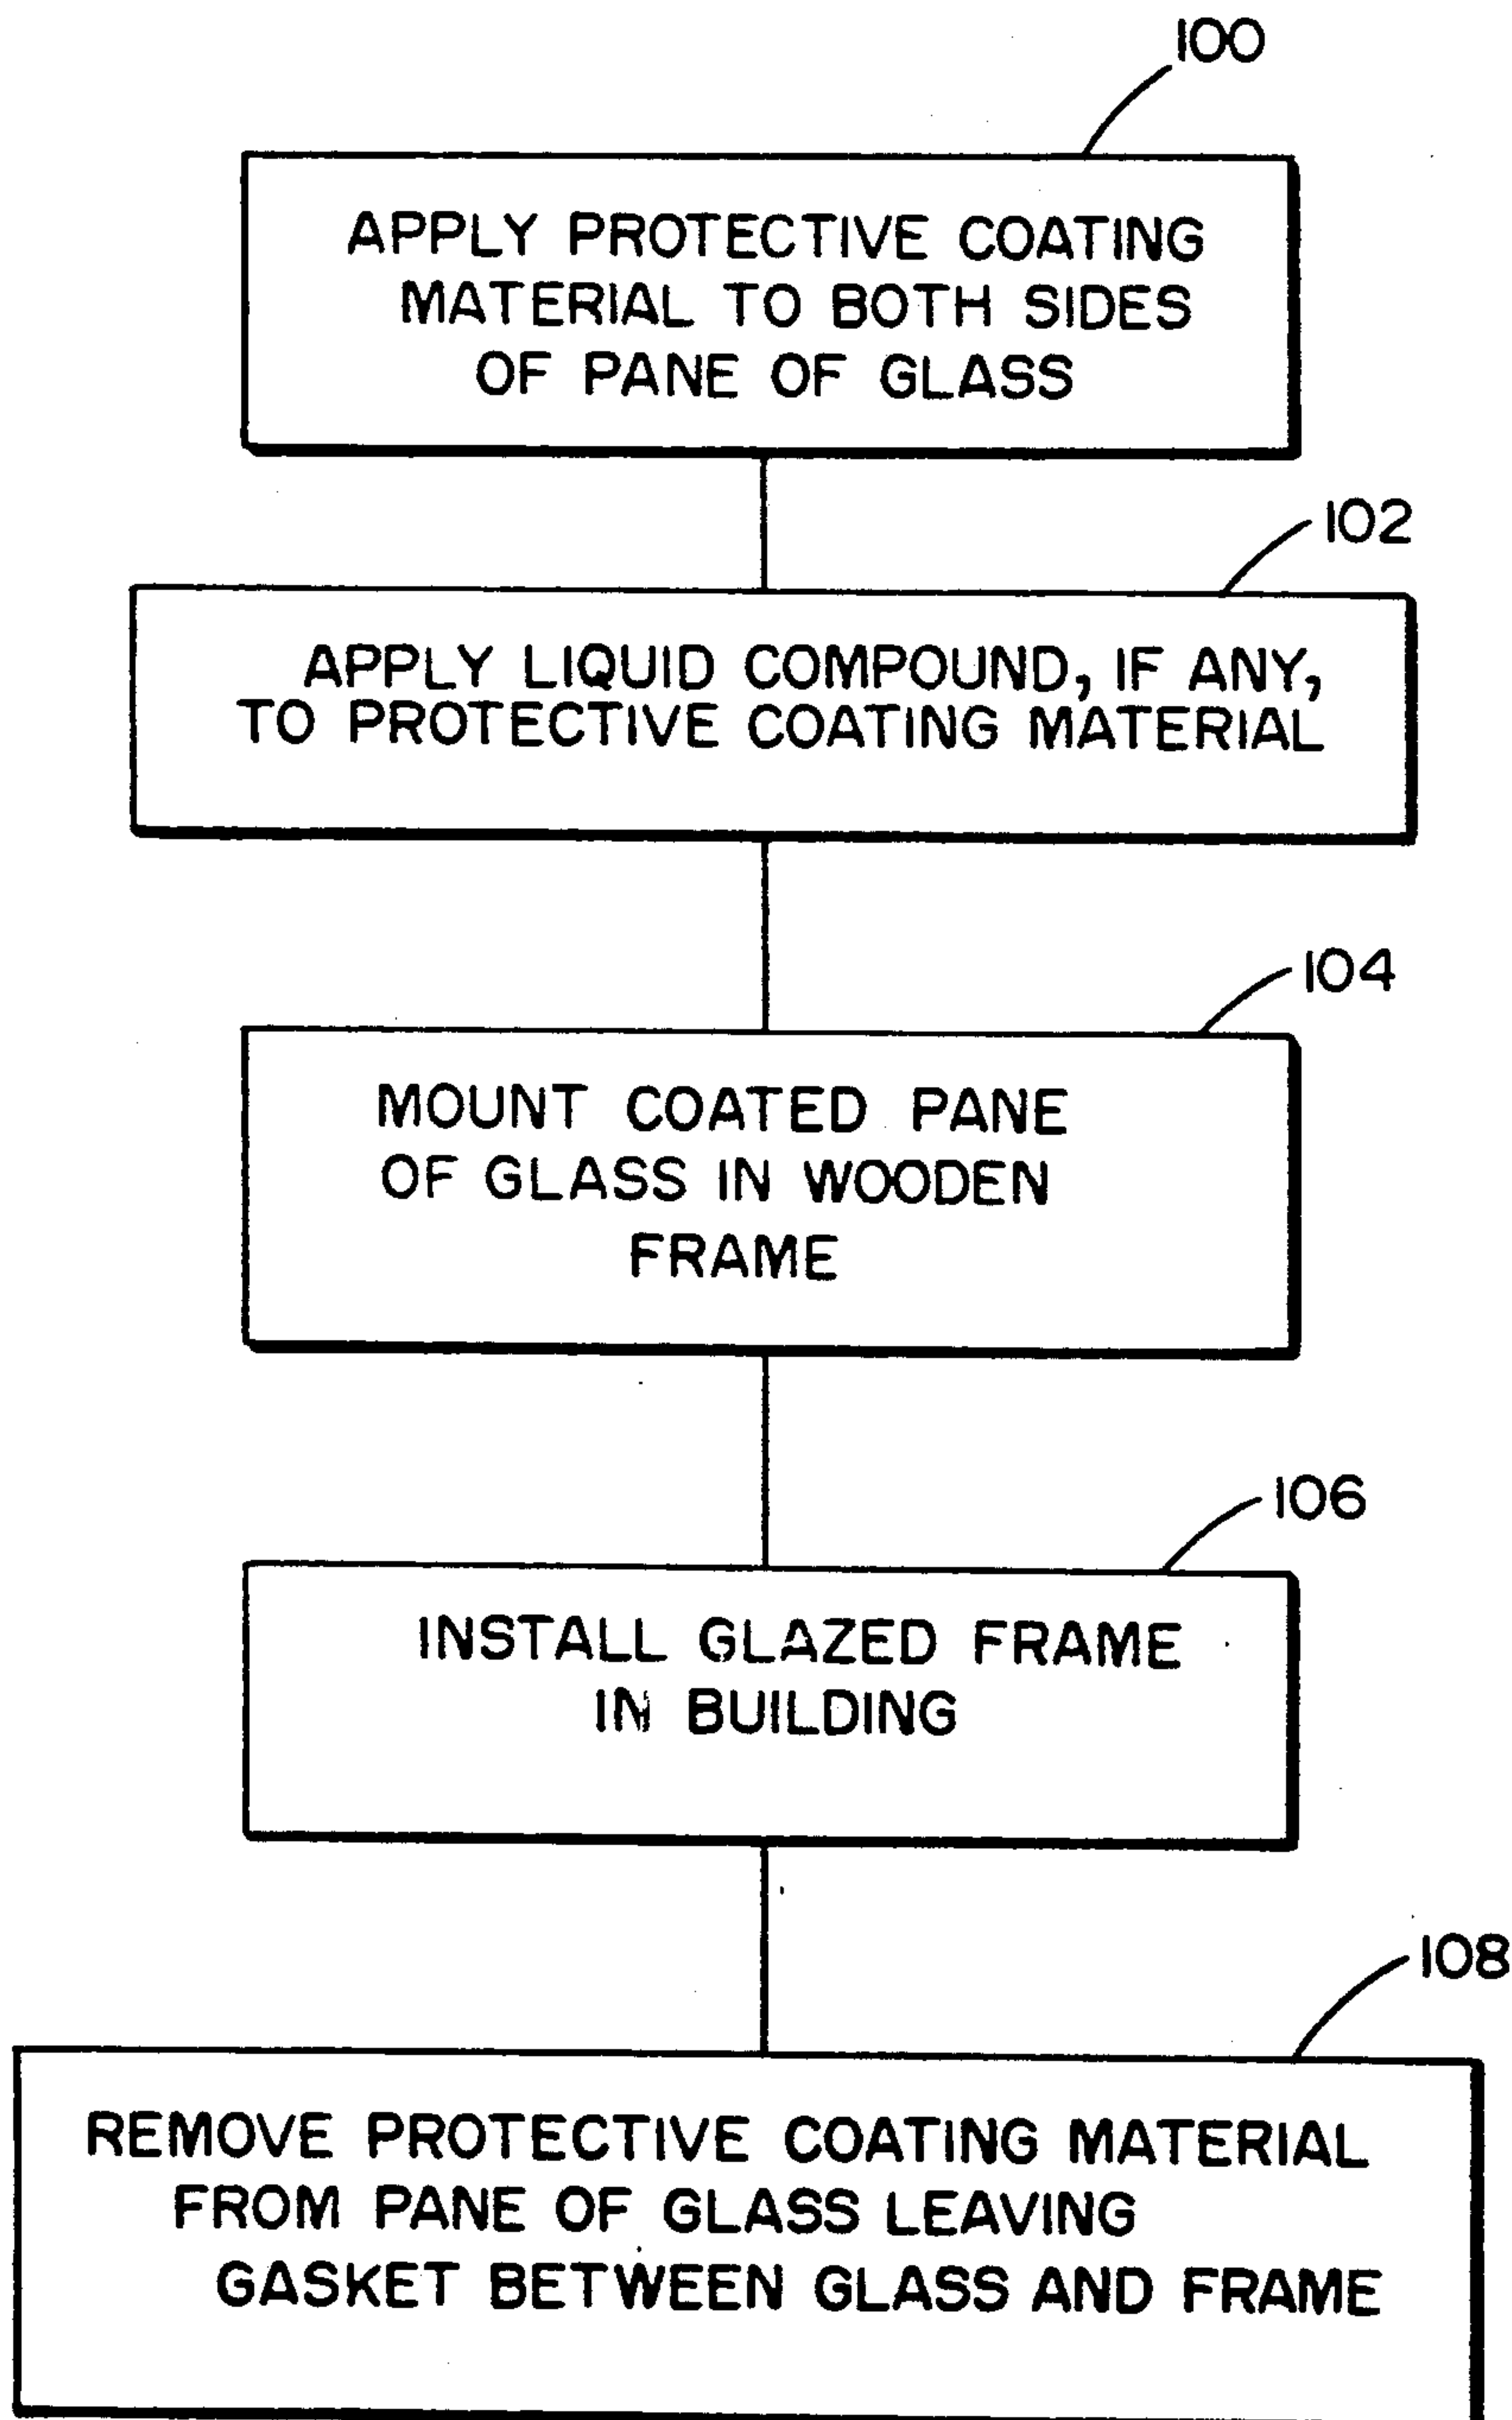 100
APPLY PROTECTIVE COATING
MATERIAL TO BOTH SIDES
OF PANE OF GLASS
102
APPLY LIQUID COMPOUND, IF ANY,
TO PROTECTIVE COATING MATERIAL
104
MOUNT COATED PANE
OF GLASS IN WOODEN
FRAME
106
INSTALL GLAZED FRAME
IN BUILDING
108
REMOVE PROTECTIVE COATING MATERIAL
FROM PANE OF GLASS LEAVING
GASKET BETWEEN GLASS AND FRAME